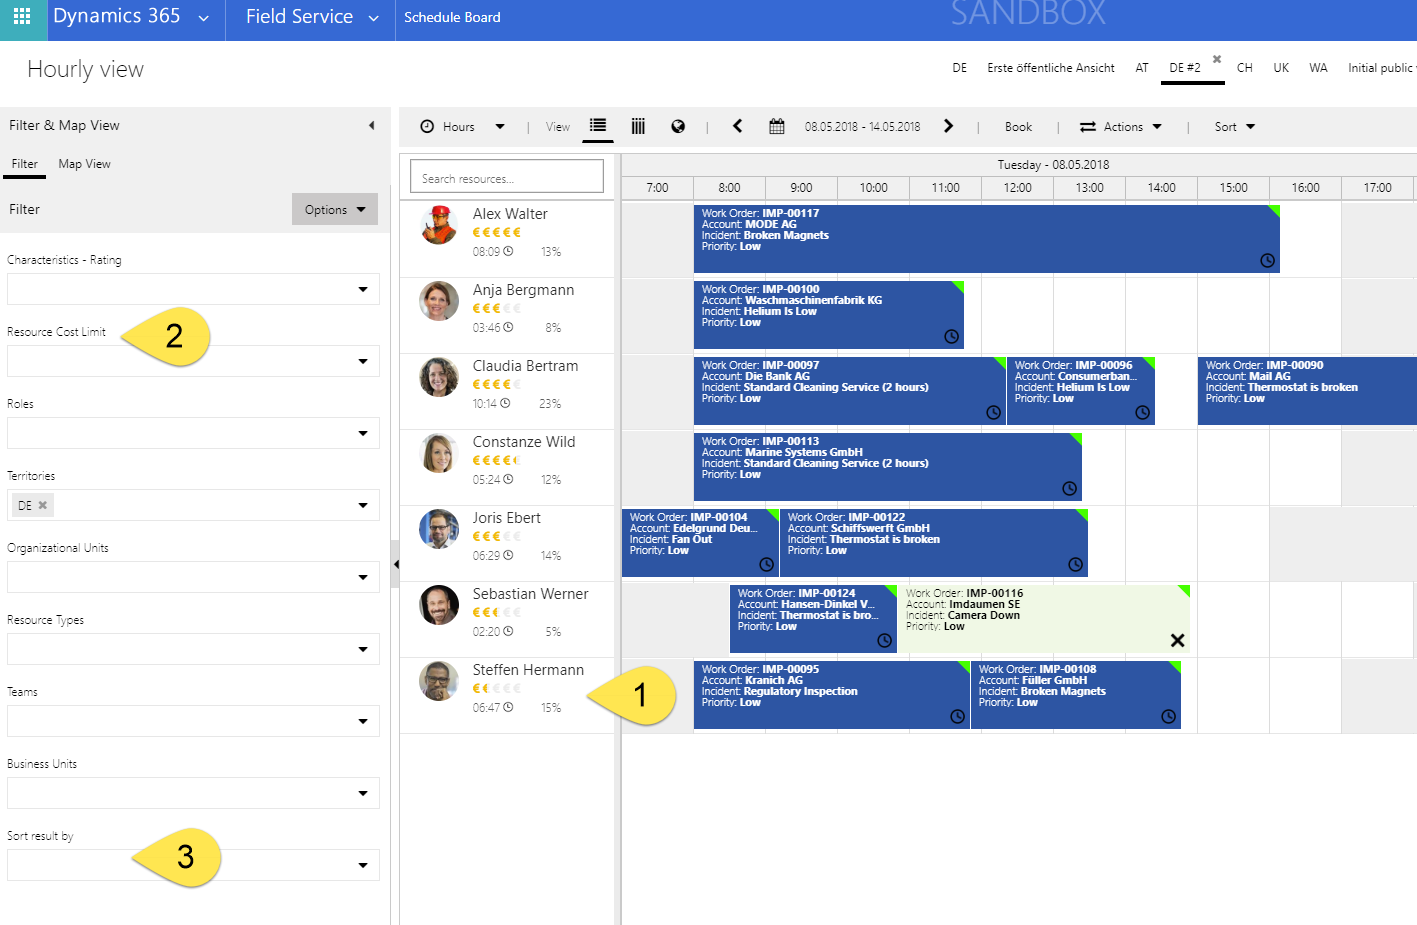 Dynamics 365 Field Service Schedule Board SANDBOX
Hourly view
DE Erste öffentliche Ansicht AT DE #2 CH UK WA Initial public
Filter & Map View
Filter Map View
Filter Options
Characteristics - Rating
Resource Cost Limit
2
Roles
Territories
DE
Organizational Units
Resource Types
Teams
Business Units
Sort result by
3
Hours View 08.05.2018 - 14.05.2018 Book Actions Sort
Search resources...
Tuesday - 08.05.2018
7:00 8:00 9:00 10:00 11:00 12:00 13:00 14:00 15:00 16:00 17:00
Alex Walter
€€€€€
08:09 13%
Work Order: IMP-00117
Account: MODE AG
Incident: Broken Magnets
Priority: Low
Anja Bergmann
€€€€€
03:46 8%
Work Order: IMP-00100
Account: Waschmaschinenfabrik KG
Incident: Helium Is Low
Priority: Low
Claudia Bertram
€€€€€
10:14 23%
Work Order: IMP-00097
Account: Die Bank AG
Incident: Standard Cleaning Service (2 hours)
Priority: Low
Work Order: IMP-00096
Account: Consumerban...
Incident: Helium Is Low
Priority: Low
Work Order: IMP-00090
Account: Mail AG
Incident: Thermostat is broken
Priority: Low
Constanze Wild
€€€€€
05:24 12%
Work Order: IMP-00113
Account: Marine Systems GmbH
Incident: Standard Cleaning Service (2 hours)
Priority: Low
Joris Ebert
€€€€€
06:29 14%
Work Order: IMP-00104
Account: Edelgrund Deu...
Incident: Fan Out
Priority: Low
Work Order: IMP-00122
Account: Schiffswerft GmbH
Incident: Thermostat is broken
Priority: Low
Sebastian Werner
€€€€€
02:20 5%
Work Order: IMP-00124
Account: Hansen-Dinkel V...
Incident: Thermostat is bro...
Priority: Low
Work Order: IMP-00116
Account: Imdaumen SE
Incident: Camera Down
Priority: Low
Steffen Hermann
€€€€€
06:47 15%
1
Work Order: IMP-00095
Account: Kranich AG
Incident: Regulatory Inspection
Priority: Low
Work Order: IMP-00108
Account: Füller GmbH
Incident: Broken Magnets
Priority: Low